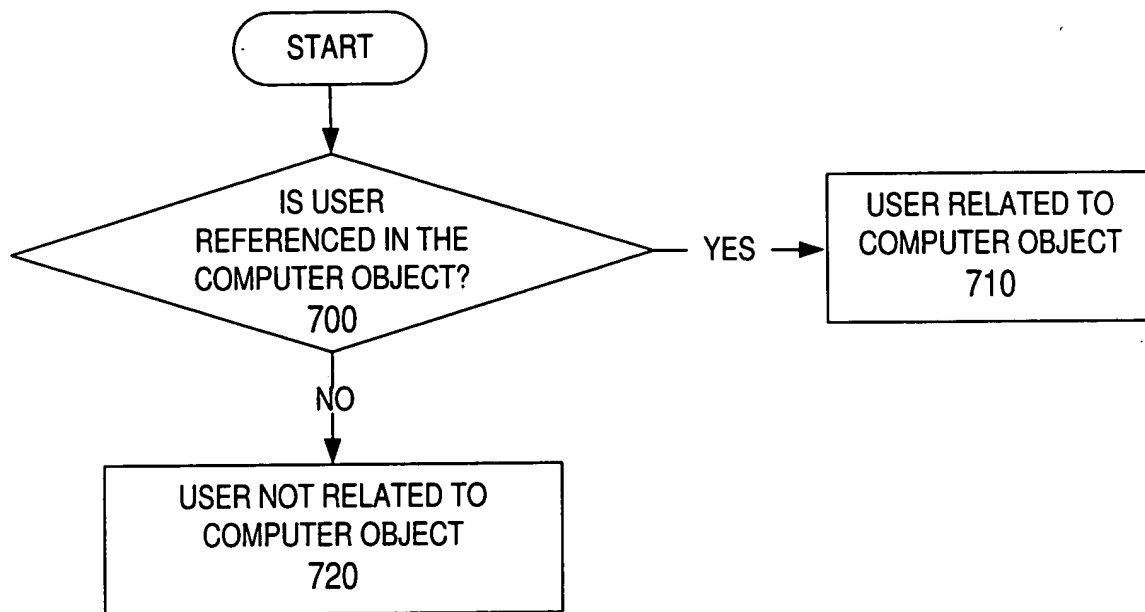 START
IS USER
REFERENCED IN THE
COMPUTER OBJECT?
700
YES
USER RELATED TO
COMPUTER OBJECT
710
NO
USER NOT RELATED TO
COMPUTER OBJECT
720